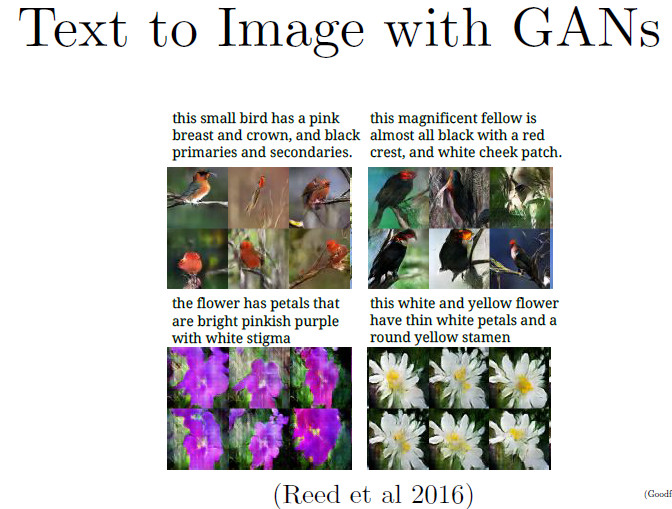 Text to Image with GANs
this small bird has a pink
breast and crown, and black
primaries and secondaries.
this magnificent fellow is
almost all black with a red
crest, and white cheek patch.
the flower has petals that
are bright pinkish purple
with white stigma
this white and yellow flower
have thin white petals and a
round yellow stamen
(Reed et al 2016)
(Goodf